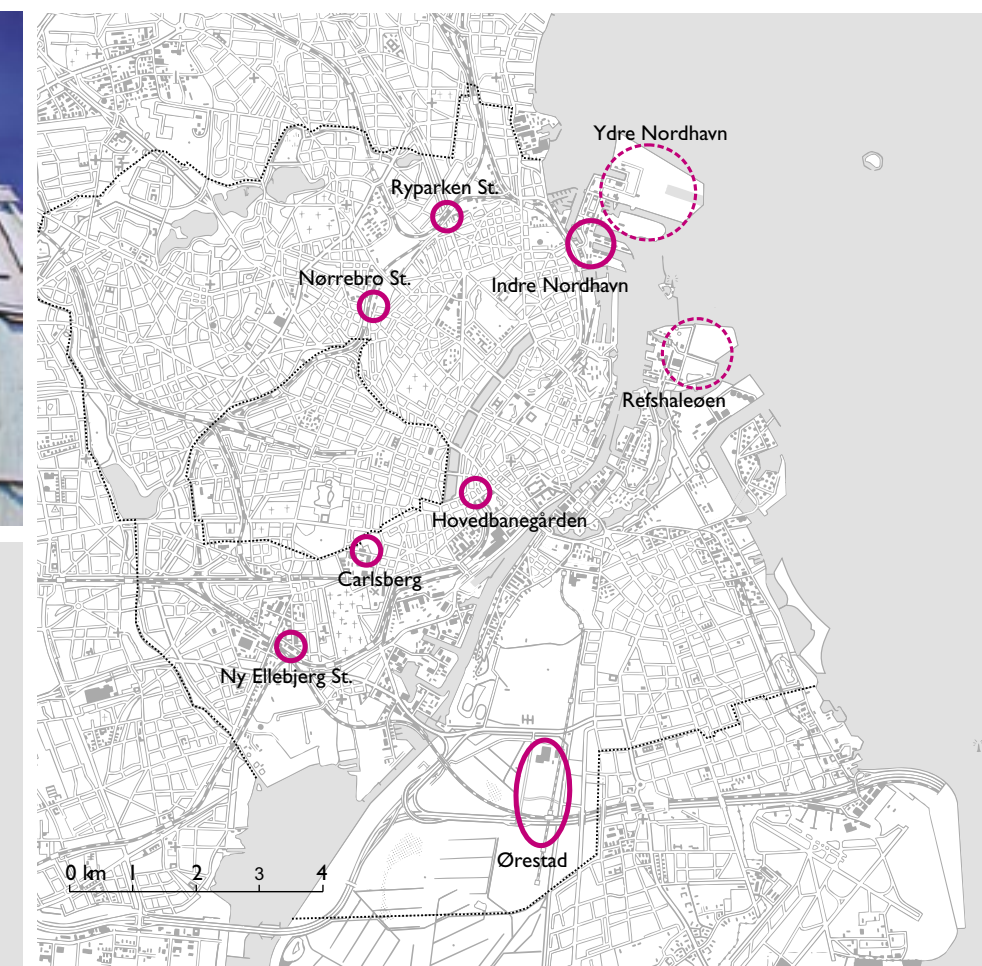 Ydre Nordhavn
Ryparken St.
Nørrebro St.
Indre Nordhavn
Refshaleøen
Hovedbanegården
Carlsberg
Ny Ellebjerg St.
Ørestad
0 km 1 2 3 4